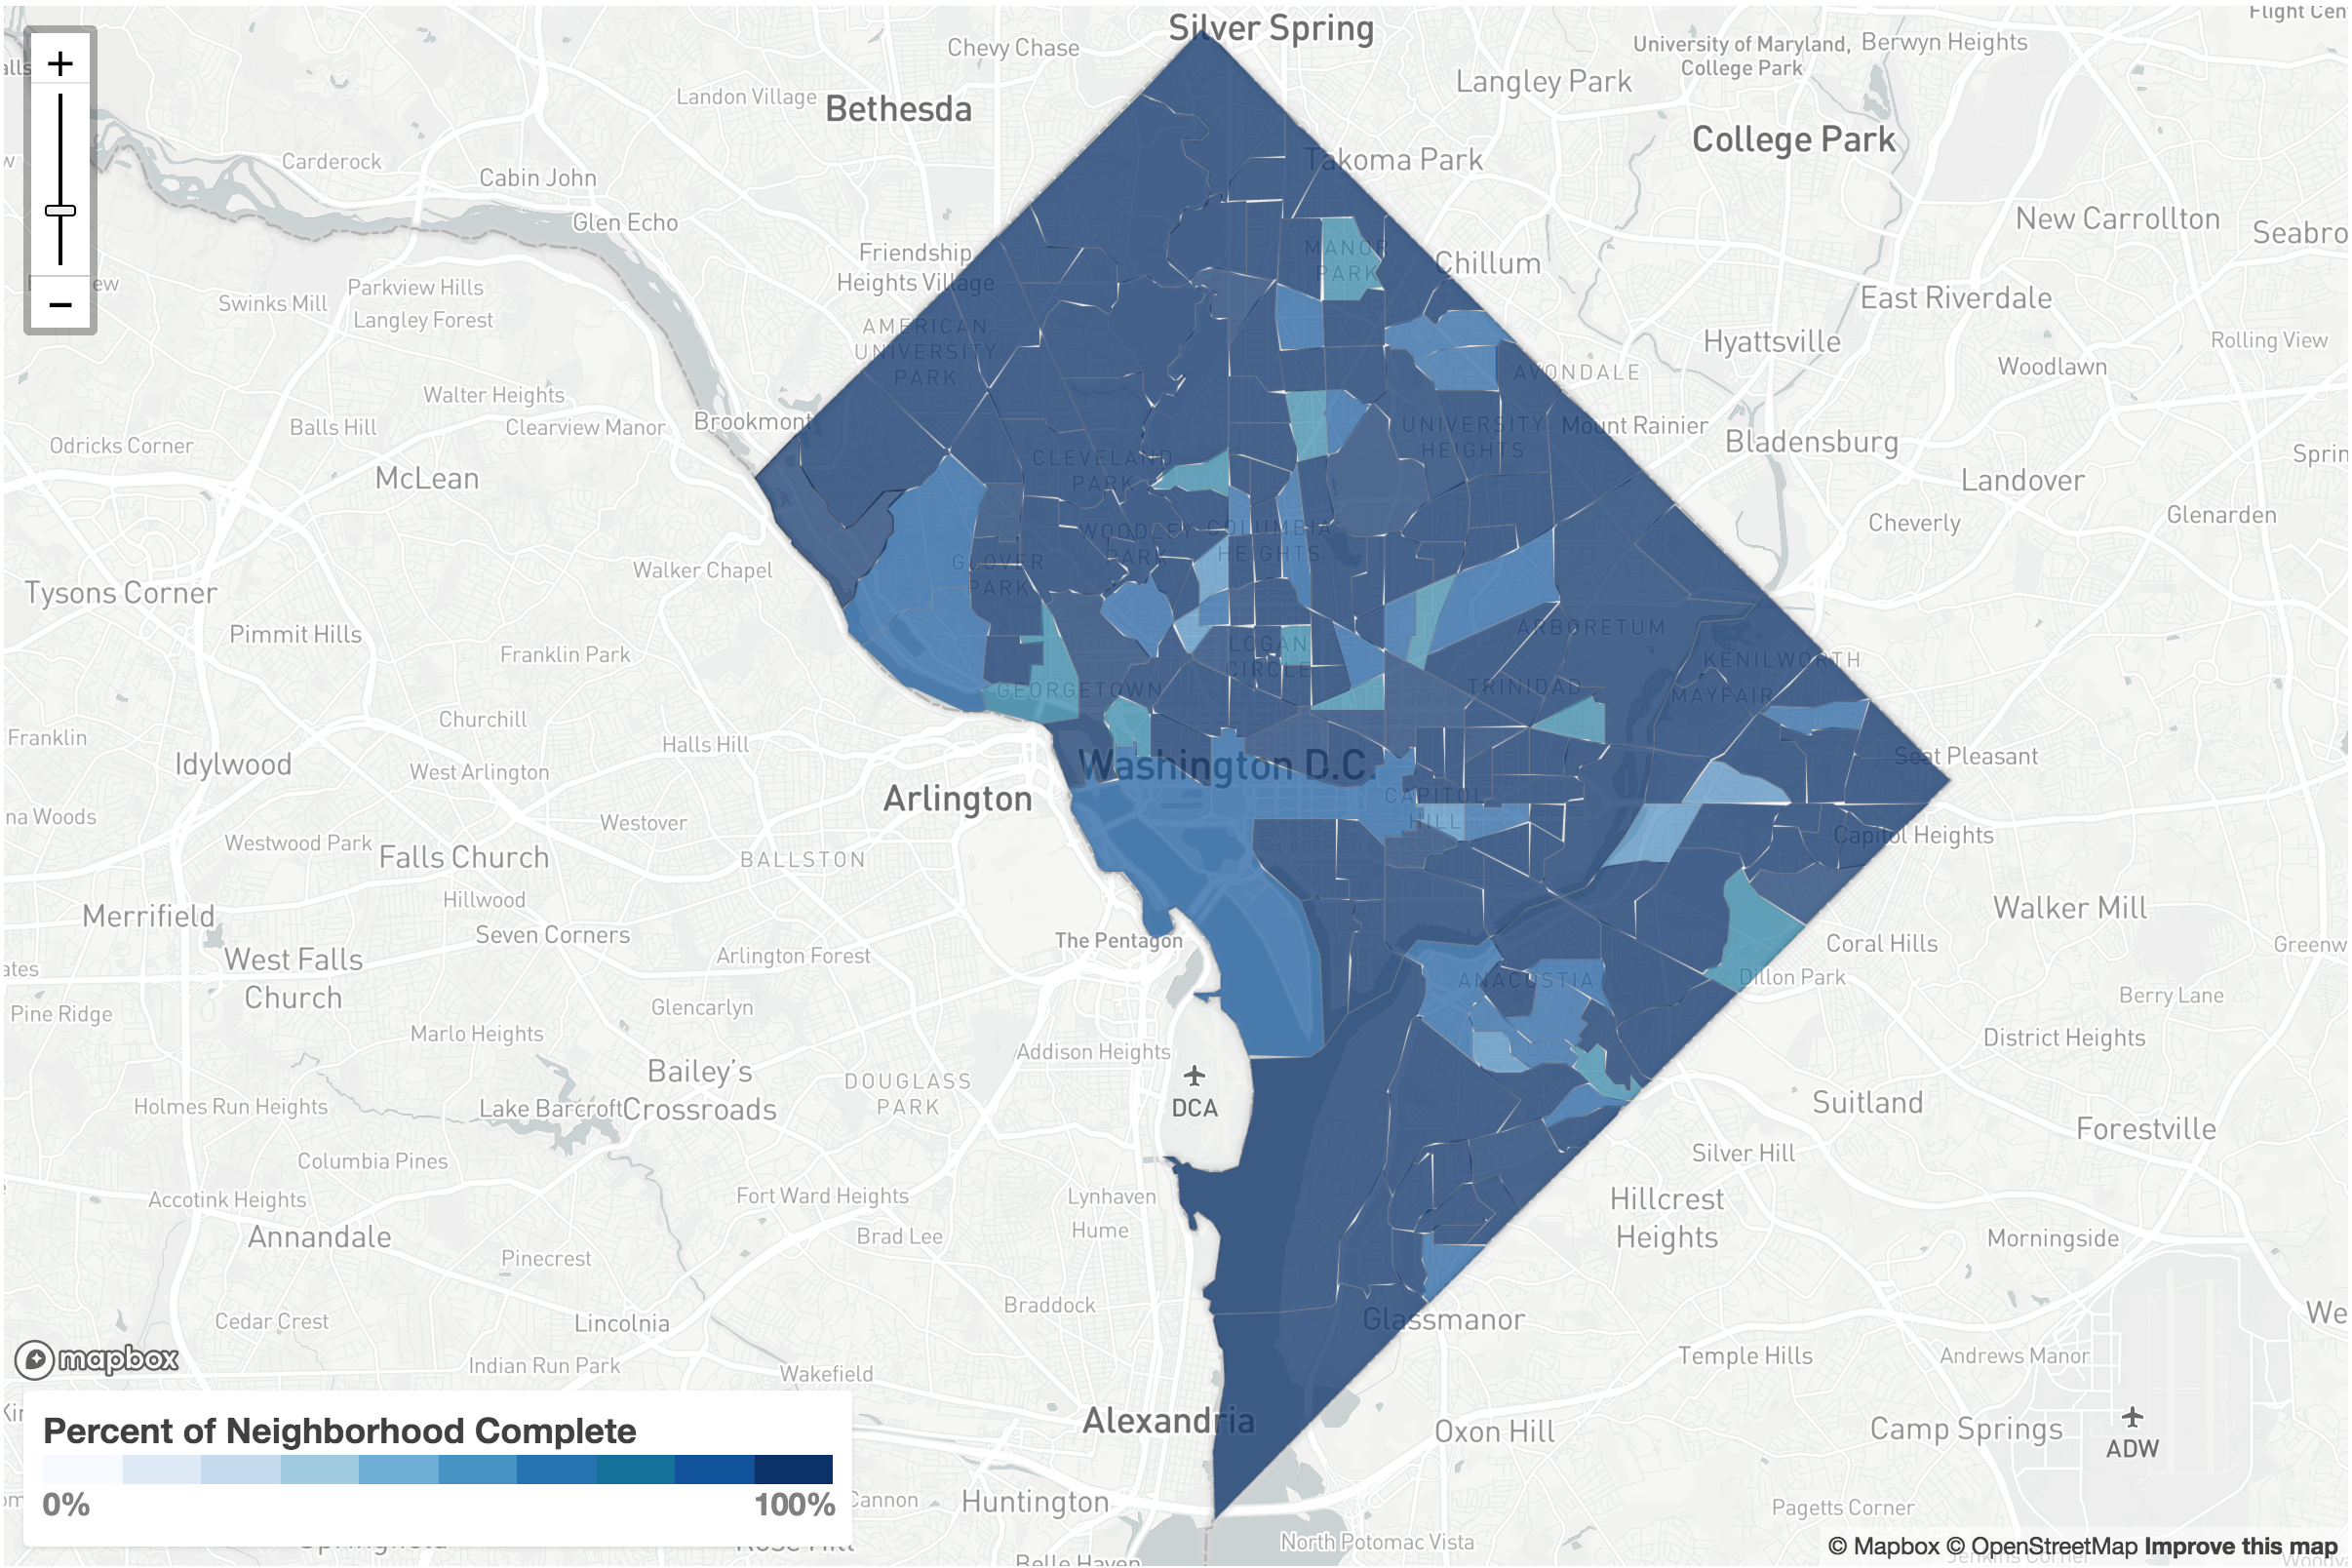 Silver Spring
Flight Cen
Chevy Chase
University of Maryland,
College Park
Berwyn Heights
Langley Park
Landon Village
Bethesda
College Park
Takoma Park
Carderock
Cabin John
Glen Echo
New Carrollton
Seabro
Friendship
Heights Village
MANOR
PARK
Chillum
Swinks Mill
Parkview Hills
Langley Forest
East Riverdale
AMERICAN
UNIVERSITY
PARK
Hyattsville
Rolling View
Woodlawn
AVONDALE
Walter Heights
Balls Hill
Clearview Manor
Brookmont
UNIVERSITY
HEIGHTS
Mount Rainier
Bladensburg
Odricks Corner
McLean
CLEVELAND
PARK
Landover
Sprin
Cheverly
Glenarden
WOODLEY
PARK
COLUMBIA
HEIGHTS
GLOVER
PARK
Walker Chapel
Tysons Corner
Pimmit Hills
Franklin Park
ARBORETUM
LOGAN
CIRCLE
KENILWORTH
MAYFAIR
GEORGETOWN
TRINIDAD
Churchill
Franklin
Halls Hill
Idylwood
West Arlington
Washington D.C.
Seat Pleasant
Arlington
CAPITOL
HILL
na Woods
Westover
Westwood Park
Falls Church
BALLSTON
Capitol Heights
Hillwood
Merrifield
Seven Corners
The Pentagon
Walker Mill
Coral Hills
Greenw
West Falls
Church
Arlington Forest
ANACOSTIA
Dillon Park
ates
Pine Ridge
Glencarlyn
Berry Lane
Marlo Heights
Addison Heights
District Heights
Bailey's
Crossroads
DOUGLASS
PARK
DCA
Holmes Run Heights
Lake Barcroft
Suitland
Forestville
Columbia Pines
Silver Hill
Accotink Heights
Fort Ward Heights
Lynhaven
Hillcrest
Heights
Annandale
Brad Lee
Hume
Morningside
Pinecrest
Braddock
Cedar Crest
Lincolnia
Glassmanor
We
mapbox
Indian Run Park
Wakefield
Temple Hills
Andrews Manor
Percent of Neighborhood Complete
0%
100%
Alexandria
Oxon Hill
Camp Springs
ADW
Cannon
Huntington
Pagetts Corner
North Potomac Vista
Belle Haven
© Mapbox © OpenStreetMap Improve this map